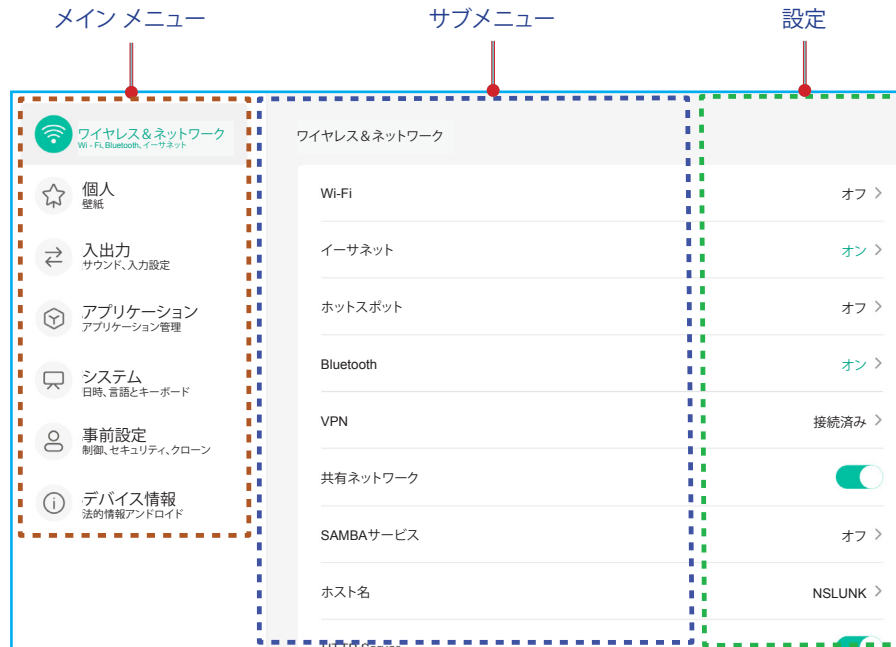 メイン メニュー
サブメニュー
設定
ワイヤレス＆ネットワーク
Wi - Fi、Bluetooth、イーサネット
個人
壁紙
入出力
サウンド、入力設定
アプリケーション
アプリケーション管理
システム
日時、言語とキーボード
事前設定
制御、セキュリティ、クローン
デバイス情報
法的情報アンドロイド
ワイヤレス＆ネットワーク
Wi-Fi
オフ
イーサネット
オン
ホットスポット
オフ
Bluetooth
オン
VPN
接続済み
共有ネットワーク
SAMBAサービス
オフ
ホスト名
NSLUNK
HTTP Server